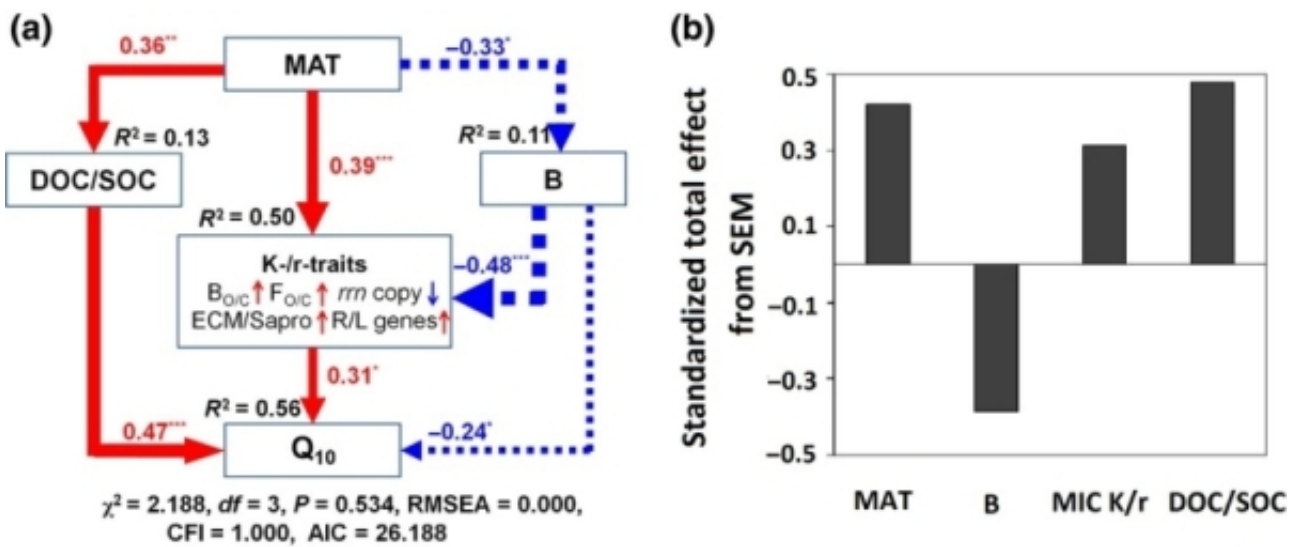 (a)
0.36**
MAT
−0.33*
R² = 0.13
R² = 0.11
DOC/SOC
0.39***
B
R² = 0.50
K-/r-traits
−0.48***
B_O/C↑ F_O/C↑ rrn copy↓
ECM/Sapro↑ R/L genes↑
0.31*
R² = 0.56
0.47***
Q₁₀
−0.24*
χ² = 2.188, df = 3, P = 0.534, RMSEA = 0.000,
CFI = 1.000, AIC = 26.188
(b)
Standardized total effect
from SEM
0.5
0.3
0.1
−0.1
−0.3
−0.5
MAT B MIC K/r DOC/SOC